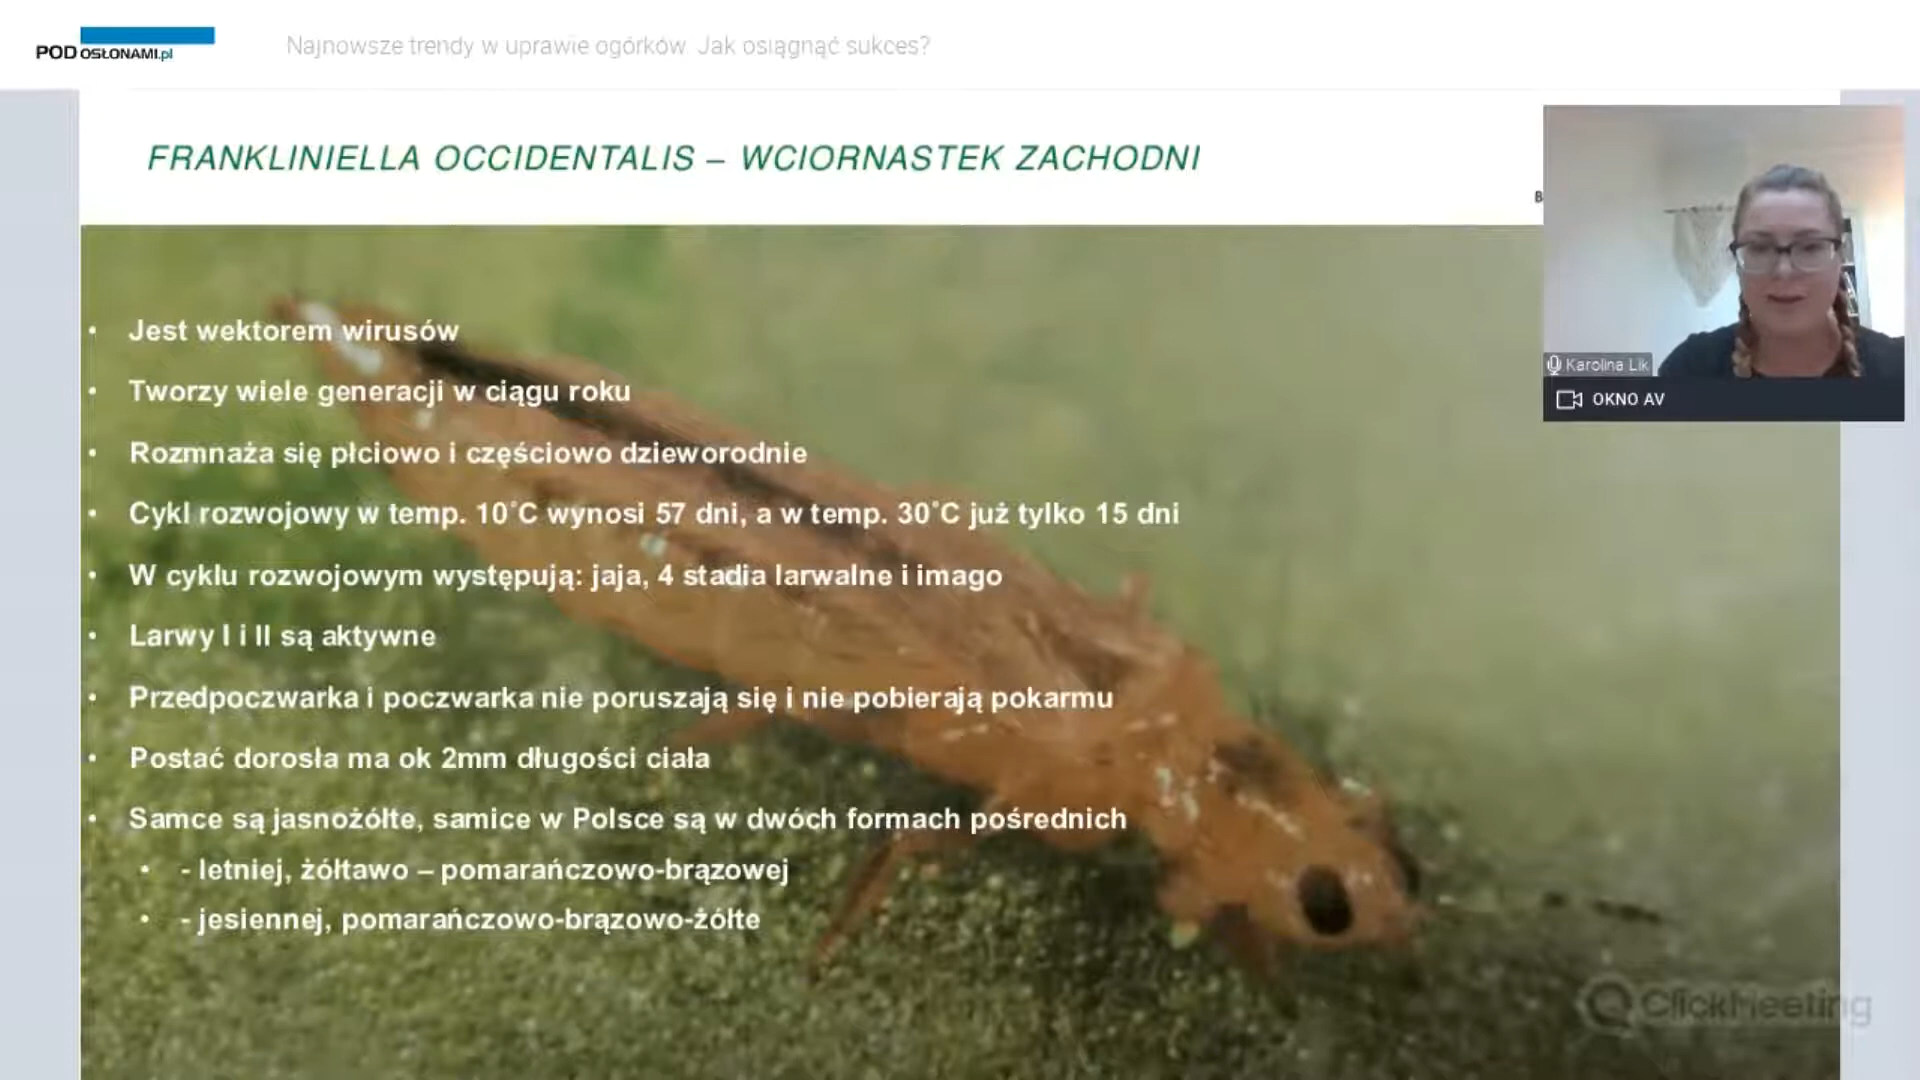 POD OSŁONAMI.pl
Najnowsze trendy w uprawie ogórków. Jak osiągnąć sukces?
FRANKLINIELLA OCCIDENTALIS – WCIORNASTEK ZACHODNI
B
Karolina Lik
OKNO AV
• Jest wektorem wirusów
• Tworzy wiele generacji w ciągu roku
• Rozmnaża się płciowo i częściowo dzieworodnie
• Cykl rozwojowy w temp. 10˚C wynosi 57 dni, a w temp. 30˚C już tylko 15 dni
• W cyklu rozwojowym występują: jaja, 4 stadia larwalne i imago
• Larwy I i II są aktywne
• Przedpoczwarka i poczwarka nie poruszają się i nie pobierają pokarmu
• Postać dorosła ma ok 2mm długości ciała
• Samce są jasnożółte, samice w Polsce są w dwóch formach pośrednich
• - letniej, żółtawo – pomarańczowo-brązowej
• - jesiennej, pomarańczowo-brązowo-żółte
ClickMeeting